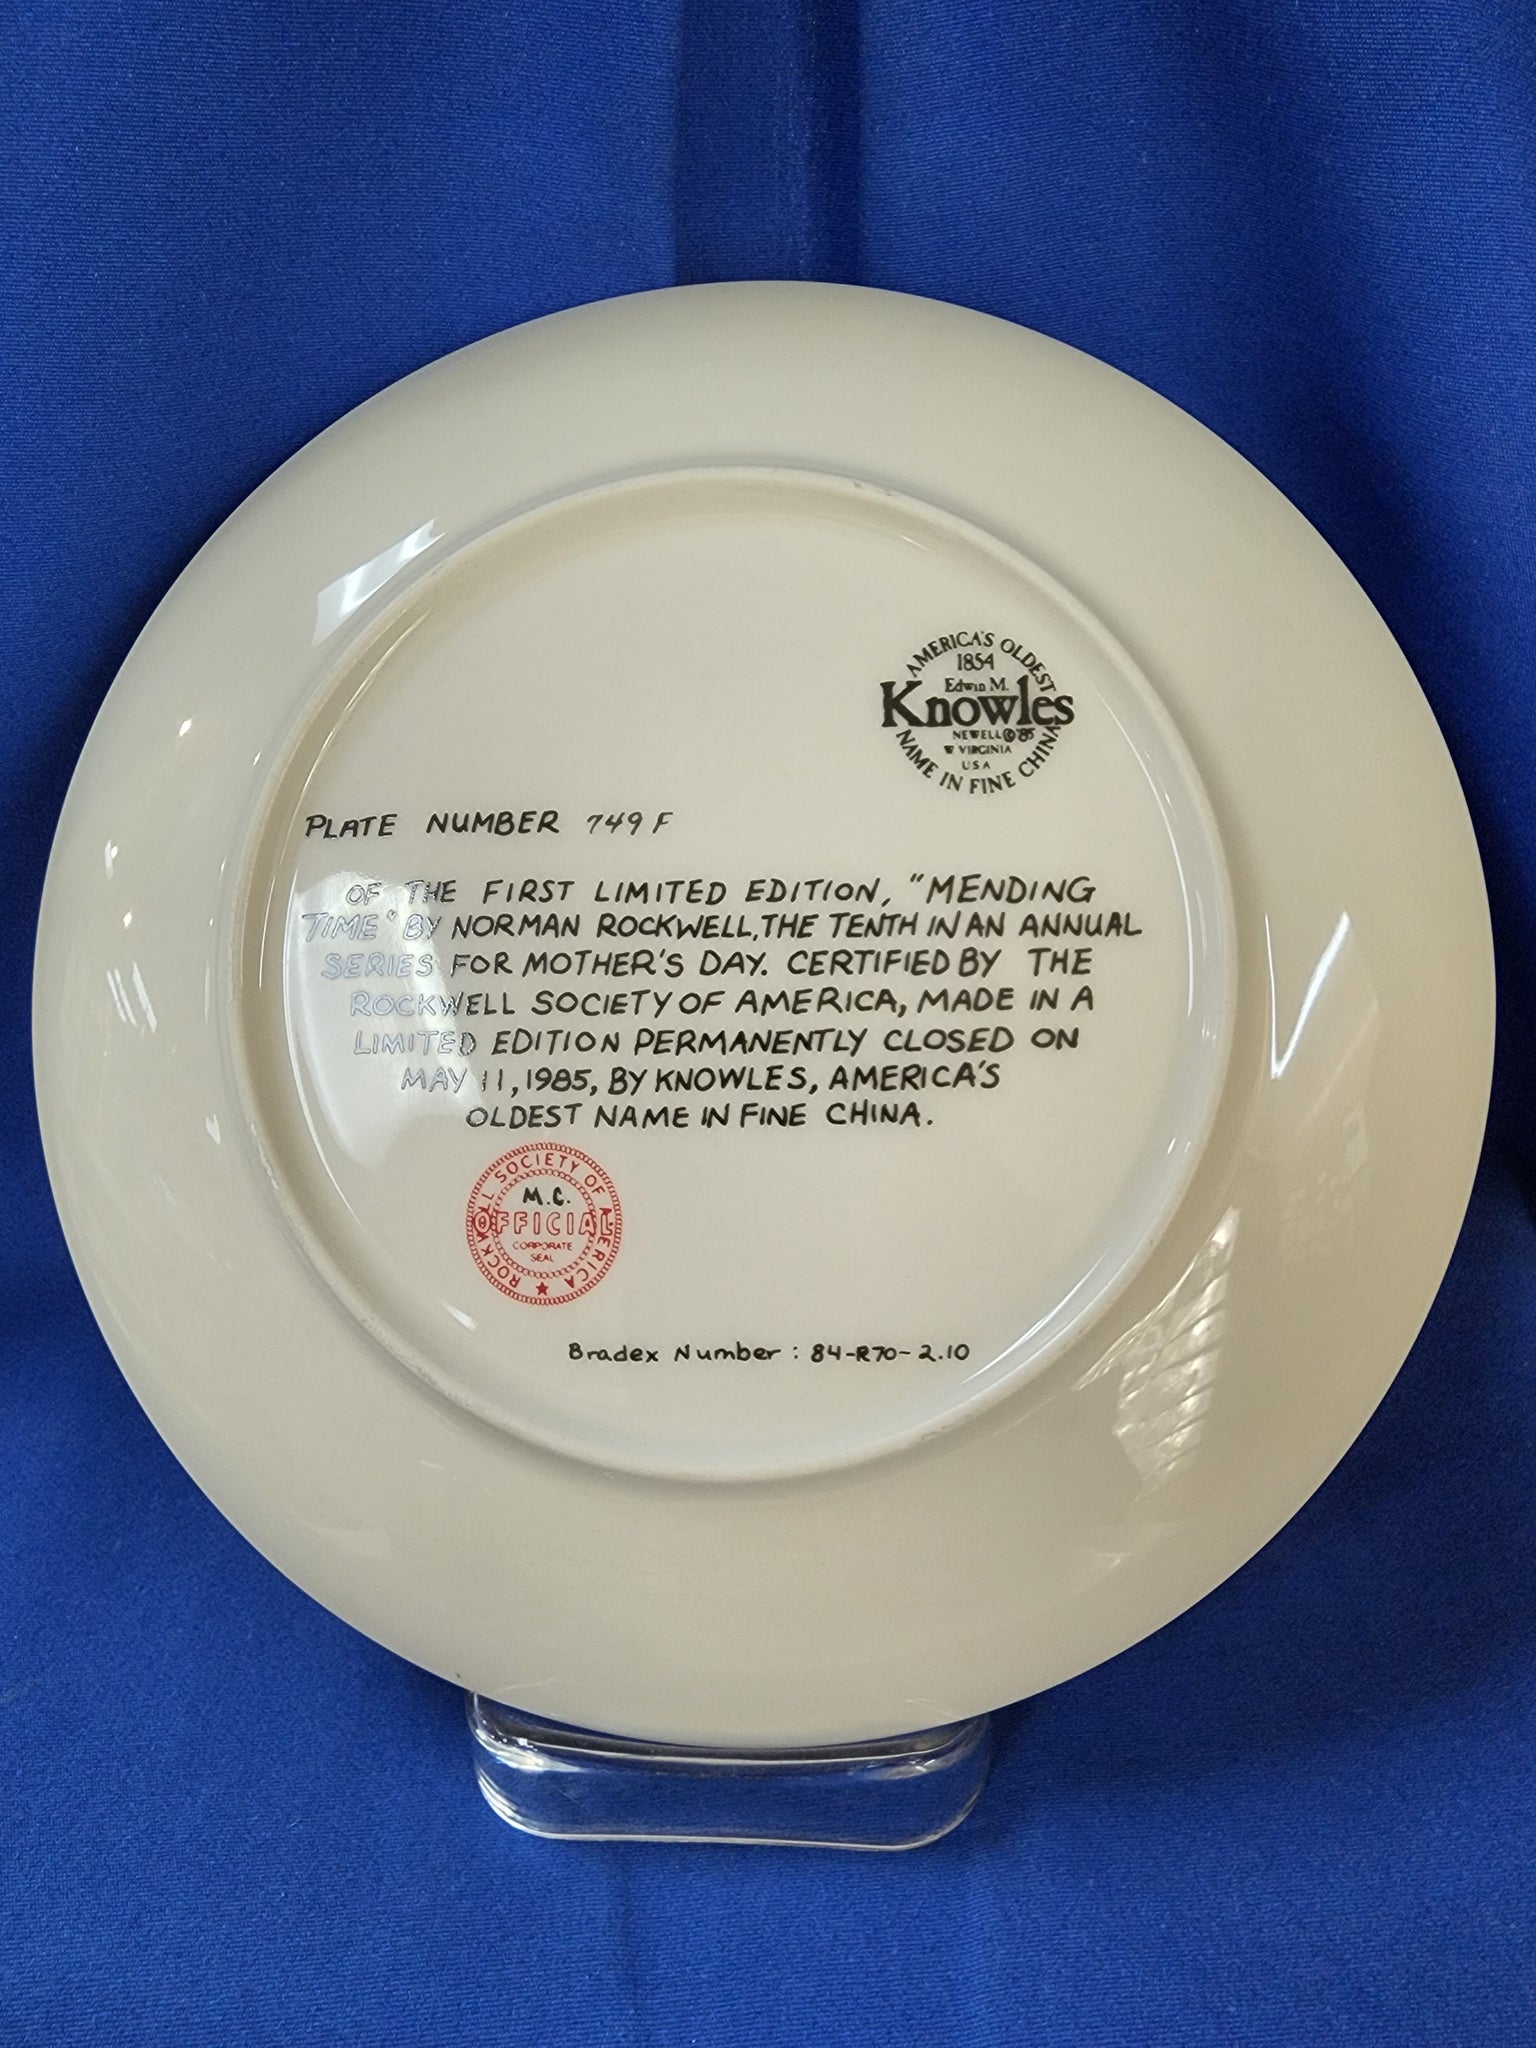 AMERICA'S OLDEST
1854
Edwin M.
Knowles
NEWELL © '85
W VIRGINIA
USA
NAME IN FINE CHINA
PLATE NUMBER 749 F
OF THE FIRST LIMITED EDITION, "MENDING
TIME" BY NORMAN ROCKWELL, THE TENTH IN AN ANNUAL
SERIES FOR MOTHER'S DAY. CERTIFIED BY THE
ROCKWELL SOCIETY OF AMERICA, MADE IN A
LIMITED EDITION PERMANENTLY CLOSED ON
MAY 11, 1985, BY KNOWLES, AMERICA'S
OLDEST NAME IN FINE CHINA.
ROCKWELL SOCIETY OF AMERICA
M.C.
OFFICIAL
CORPORATE
SEAL
Bradex Number: 84-R70-2.10